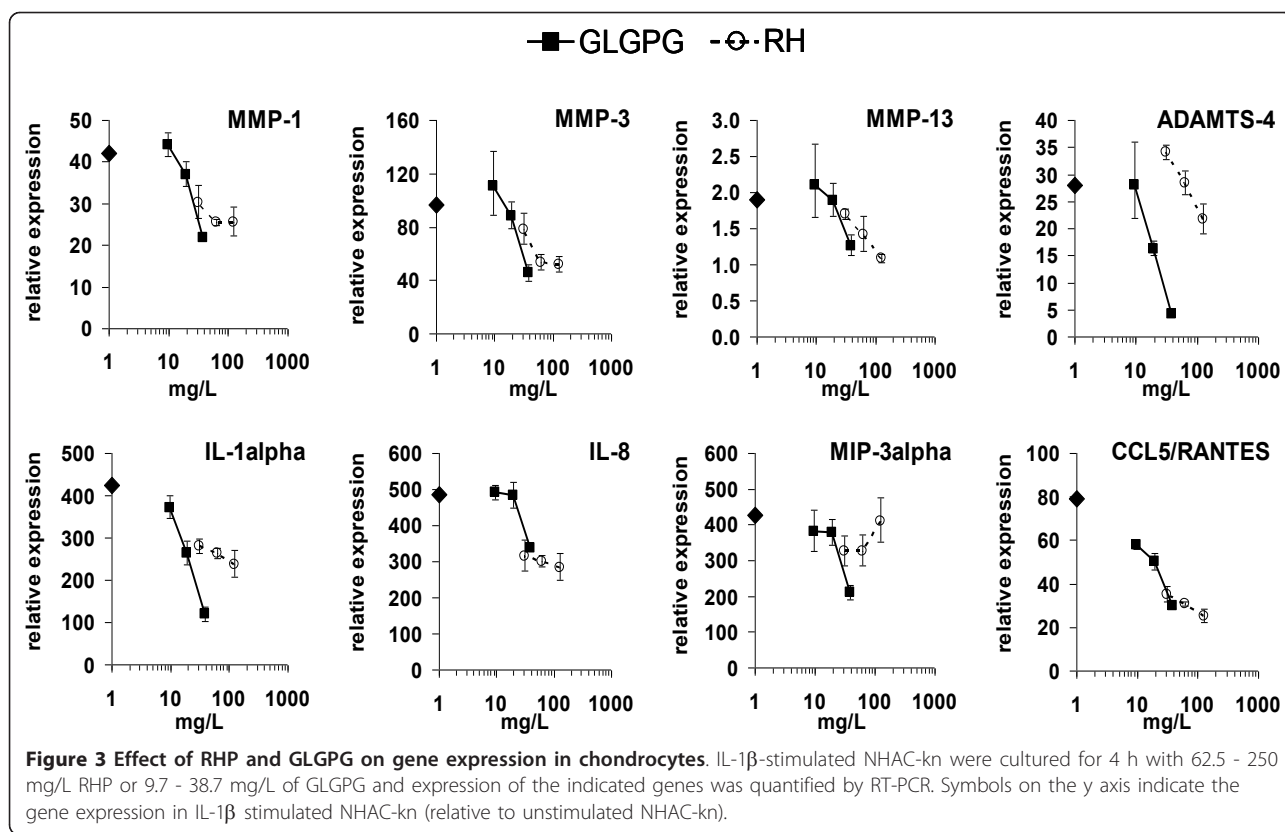 GLGPG RH
MMP-1
MMP-3
MMP-13
ADAMTS-4
relative expression
50
40
30
20
10
0
1 10 100 1000
mg/L
relative expression
160
120
80
40
0
1 10 100 1000
mg/L
relative expression
3.0
2.5
2.0
1.5
1.0
0.5
0.0
1 10 100 1000
mg/L
relative expression
40
35
30
25
20
15
10
5
0
1 10 100 1000
mg/L
IL-1alpha
IL-8
MIP-3alpha
CCL5/RANTES
relative expression
500
400
300
200
100
0
1 10 100 1000
mg/L
relative expression
600
500
400
300
200
100
0
1 10 100 1000
mg/L
relative expression
600
500
400
300
200
100
0
1 10 100 1000
mg/L
relative expression
100
80
60
40
20
0
1 10 100 1000
mg/L
Figure 3 Effect of RHP and GLGPG on gene expression in chondrocytes. IL-1β-stimulated NHAC-kn were cultured for 4 h with 62.5 - 250
mg/L RHP or 9.7 - 38.7 mg/L of GLGPG and expression of the indicated genes was quantified by RT-PCR. Symbols on the y axis indicate the
gene expression in IL-1β stimulated NHAC-kn (relative to unstimulated NHAC-kn).